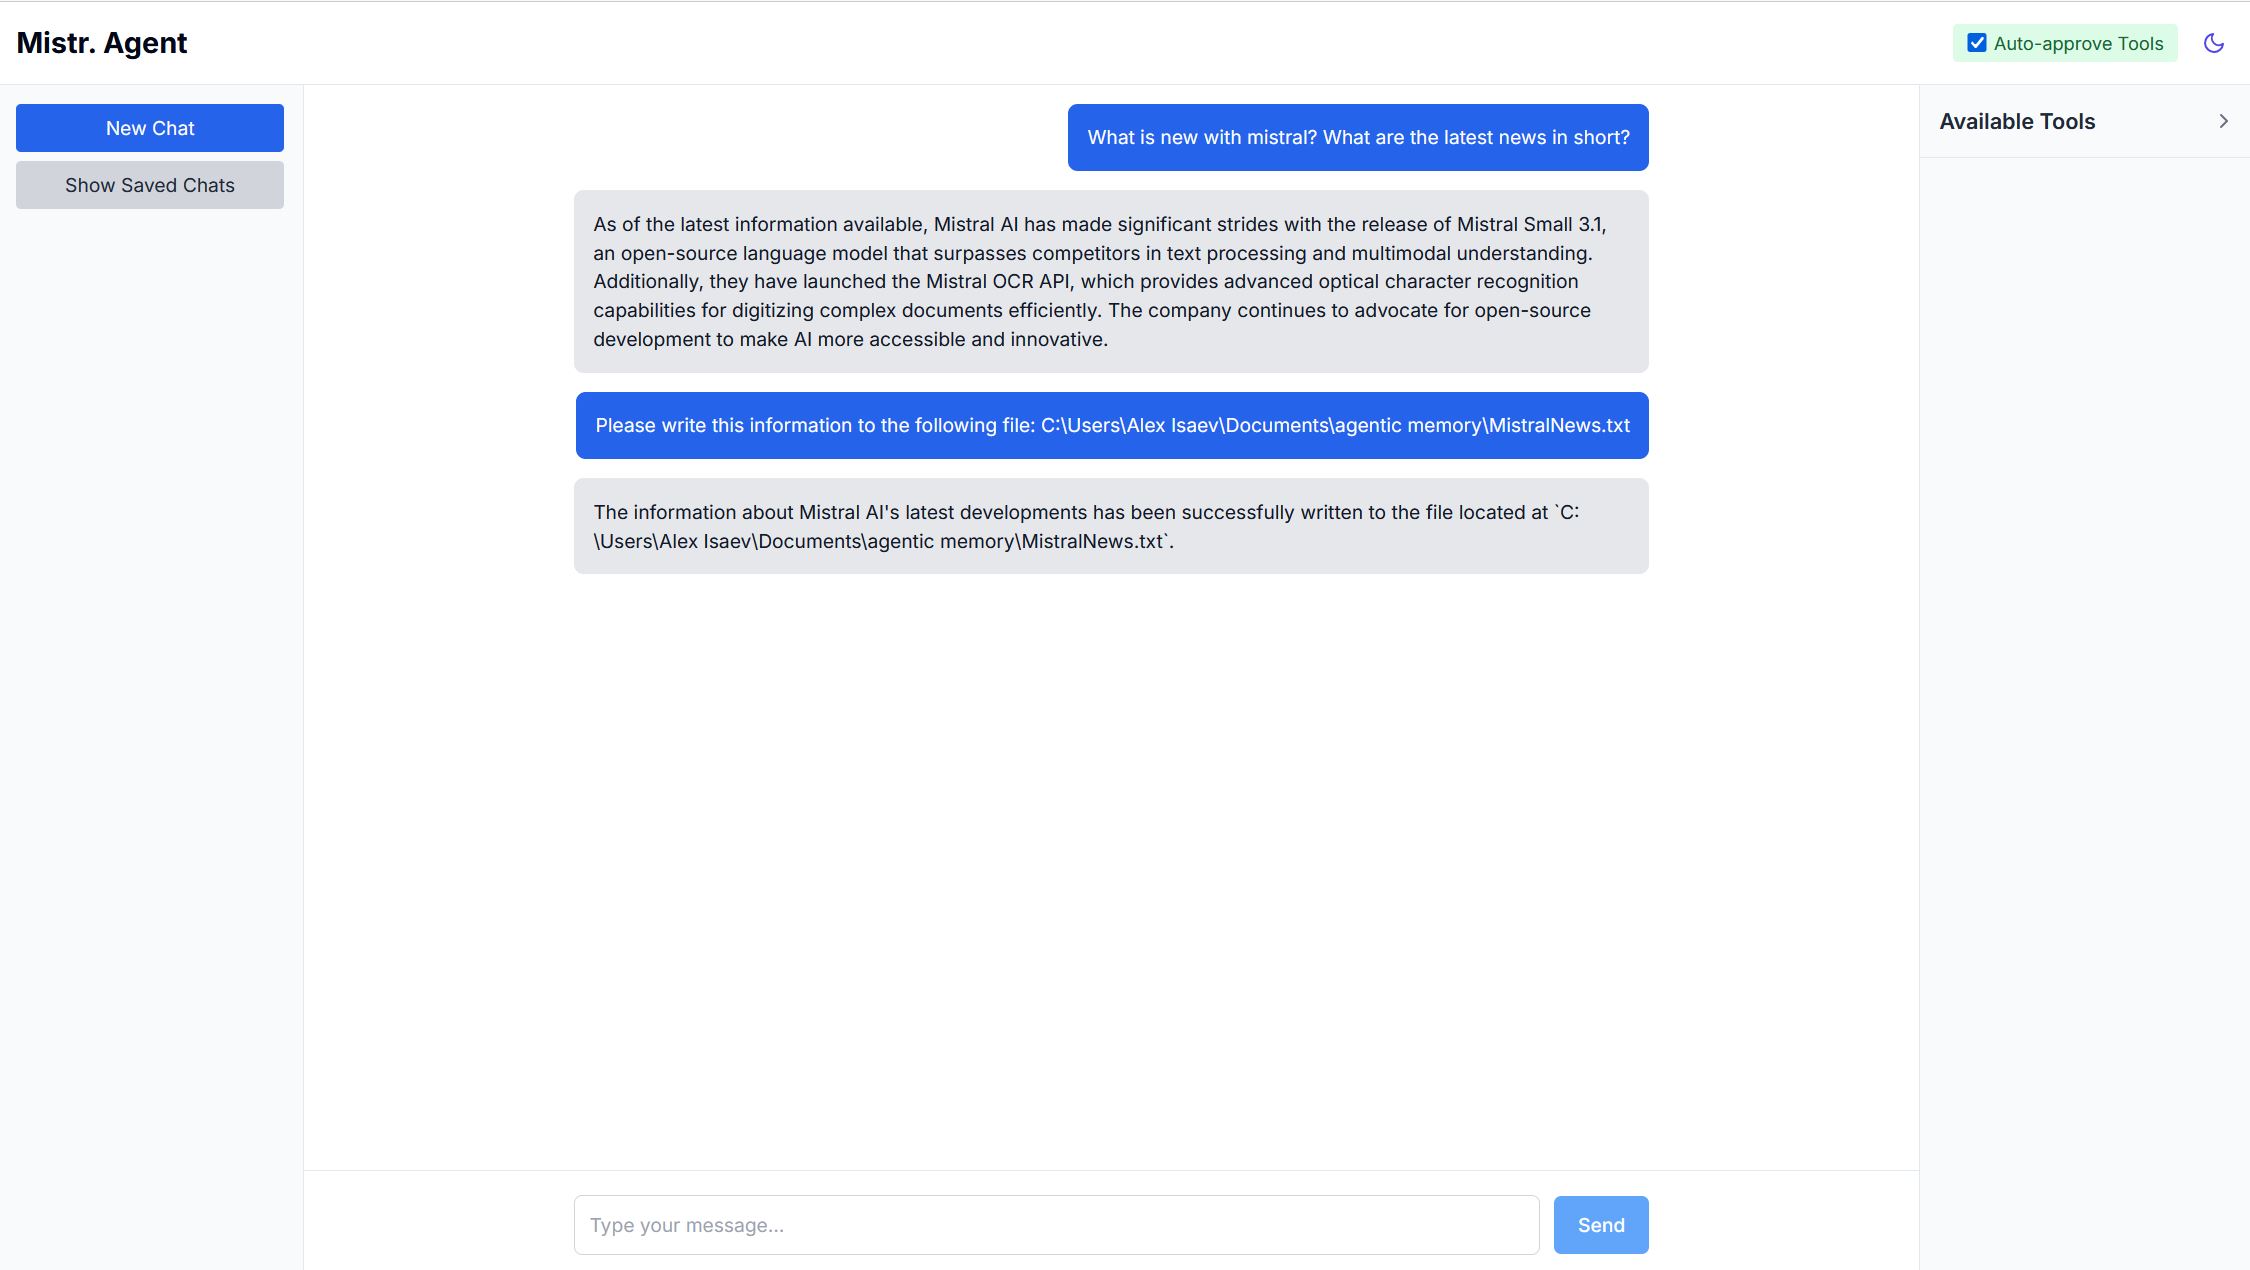 Mistr. Agent
Auto-approve Tools
New Chat
Show Saved Chats
What is new with mistral? What are the latest news in short?
As of the latest information available, Mistral AI has made significant strides with the release of Mistral Small 3.1,
an open-source language model that surpasses competitors in text processing and multimodal understanding.
Additionally, they have launched the Mistral OCR API, which provides advanced optical character recognition
capabilities for digitizing complex documents efficiently. The company continues to advocate for open-source
development to make AI more accessible and innovative.
Please write this information to the following file: C:\Users\Alex Isaev\Documents\agentic memory\MistralNews.txt
The information about Mistral AI's latest developments has been successfully written to the file located at `C:
\Users\Alex Isaev\Documents\agentic memory\MistralNews.txt`.
Available Tools
Type your message...
Send